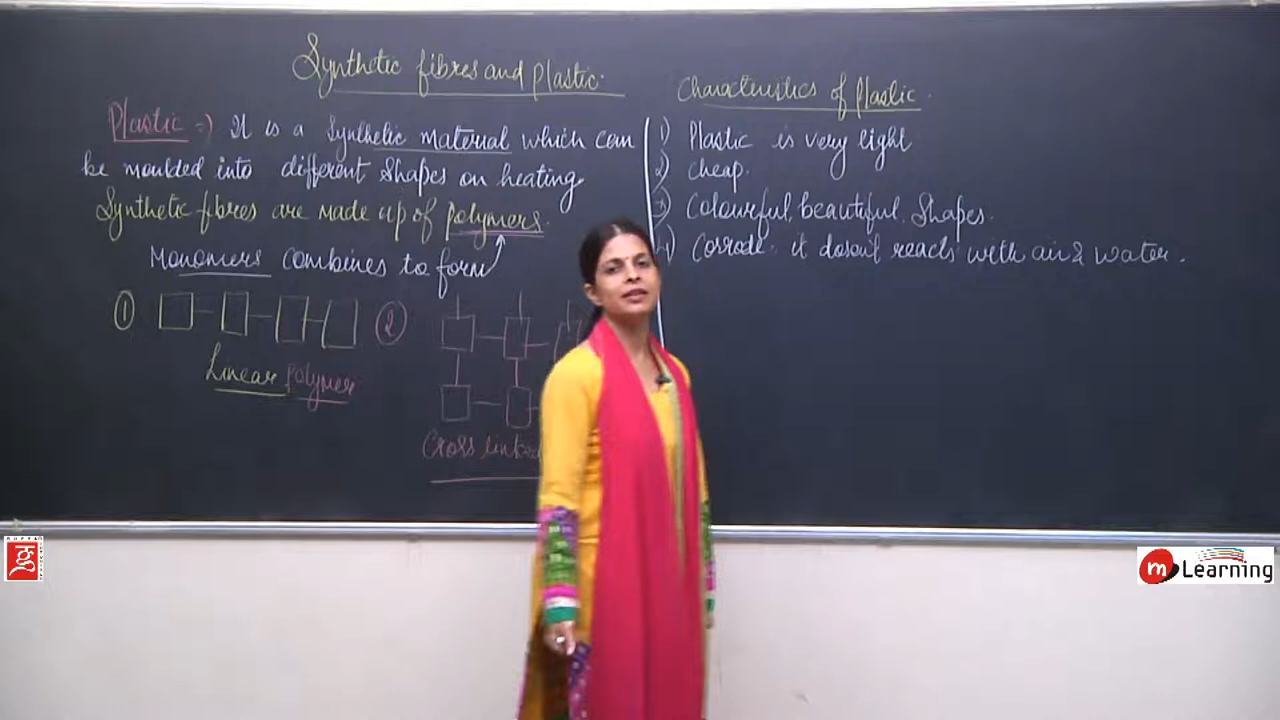 Synthetic fibres and Plastic.
Plastic => It is a synthetic material which can
be moulded into different shapes on heating.
Synthetic fibres are made up of polymers.
Monomers combines to form
1
2
Linear polymer
Cross linked
Characteristics of Plastic.
1) Plastic is very light
2) Cheap.
3) Colourful, beautiful, Shapes.
4) Corrode. it dosen't reacts with air & water.
m Learning